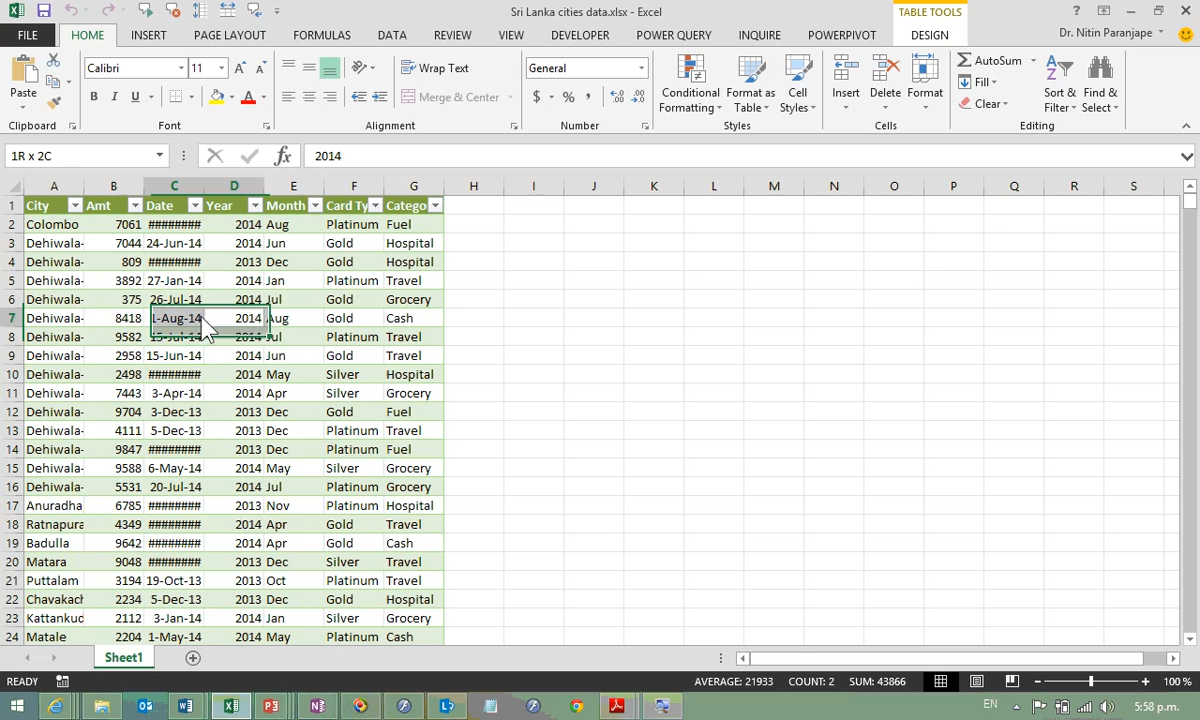 Sri Lanka cities data.xlsx - Excel
TABLE TOOLS
FILE HOME INSERT PAGE LAYOUT FORMULAS DATA REVIEW VIEW DEVELOPER POWER QUERY INQUIRE POWERPIVOT DESIGN Dr. Nitin Paranjape
Paste
Calibri 11
B I U
Wrap Text
Merge & Center
General
$ % ,
Conditional Formatting
Format as Table
Cell Styles
Insert Delete Format
AutoSum
Fill
Clear
Sort & Filter
Find & Select
Clipboard Font Alignment Number Styles Cells Editing
1R x 2C fx 2014
A B C D E F G H I J K L M N O P Q R S
1 City Amt Date Year Month Card Ty Catego
2 Colombo 7061 ######## 2014 Aug Platinum Fuel
3 Dehiwala- 7044 24-Jun-14 2014 Jun Gold Hospital
4 Dehiwala- 809 ######## 2013 Dec Gold Hospital
5 Dehiwala- 3892 27-Jan-14 2014 Jan Platinum Travel
6 Dehiwala- 375 26-Jul-14 2014 Jul Gold Grocery
7 Dehiwala- 8418 1-Aug-14 2014 Aug Gold Cash
8 Dehiwala- 9582 15-Jul-14 2014 Jul Platinum Travel
9 Dehiwala- 2958 15-Jun-14 2014 Jun Gold Travel
10 Dehiwala- 2498 ######## 2014 May Silver Hospital
11 Dehiwala- 7443 3-Apr-14 2014 Apr Silver Grocery
12 Dehiwala- 9704 3-Dec-13 2013 Dec Gold Fuel
13 Dehiwala- 4111 5-Dec-13 2013 Dec Platinum Travel
14 Dehiwala- 9847 ######## 2013 Dec Platinum Fuel
15 Dehiwala- 9588 6-May-14 2014 May Silver Grocery
16 Dehiwala- 5531 20-Jul-14 2014 Jul Platinum Grocery
17 Anuradha 6785 ######## 2013 Nov Platinum Hospital
18 Ratnapura 4349 ######## 2014 Apr Gold Travel
19 Badulla 9642 ######## 2014 Apr Gold Cash
20 Matara 9048 ######## 2013 Dec Silver Travel
21 Puttalam 3194 19-Oct-13 2013 Oct Platinum Travel
22 Chavakach 2234 5-Dec-13 2013 Dec Gold Hospital
23 Kattankud 2112 3-Jan-14 2014 Jan Silver Grocery
24 Matale 2204 1-May-14 2014 May Platinum Cash
Sheet1
READY AVERAGE: 21933 COUNT: 2 SUM: 43866 100 %
EN 5:58 p.m.